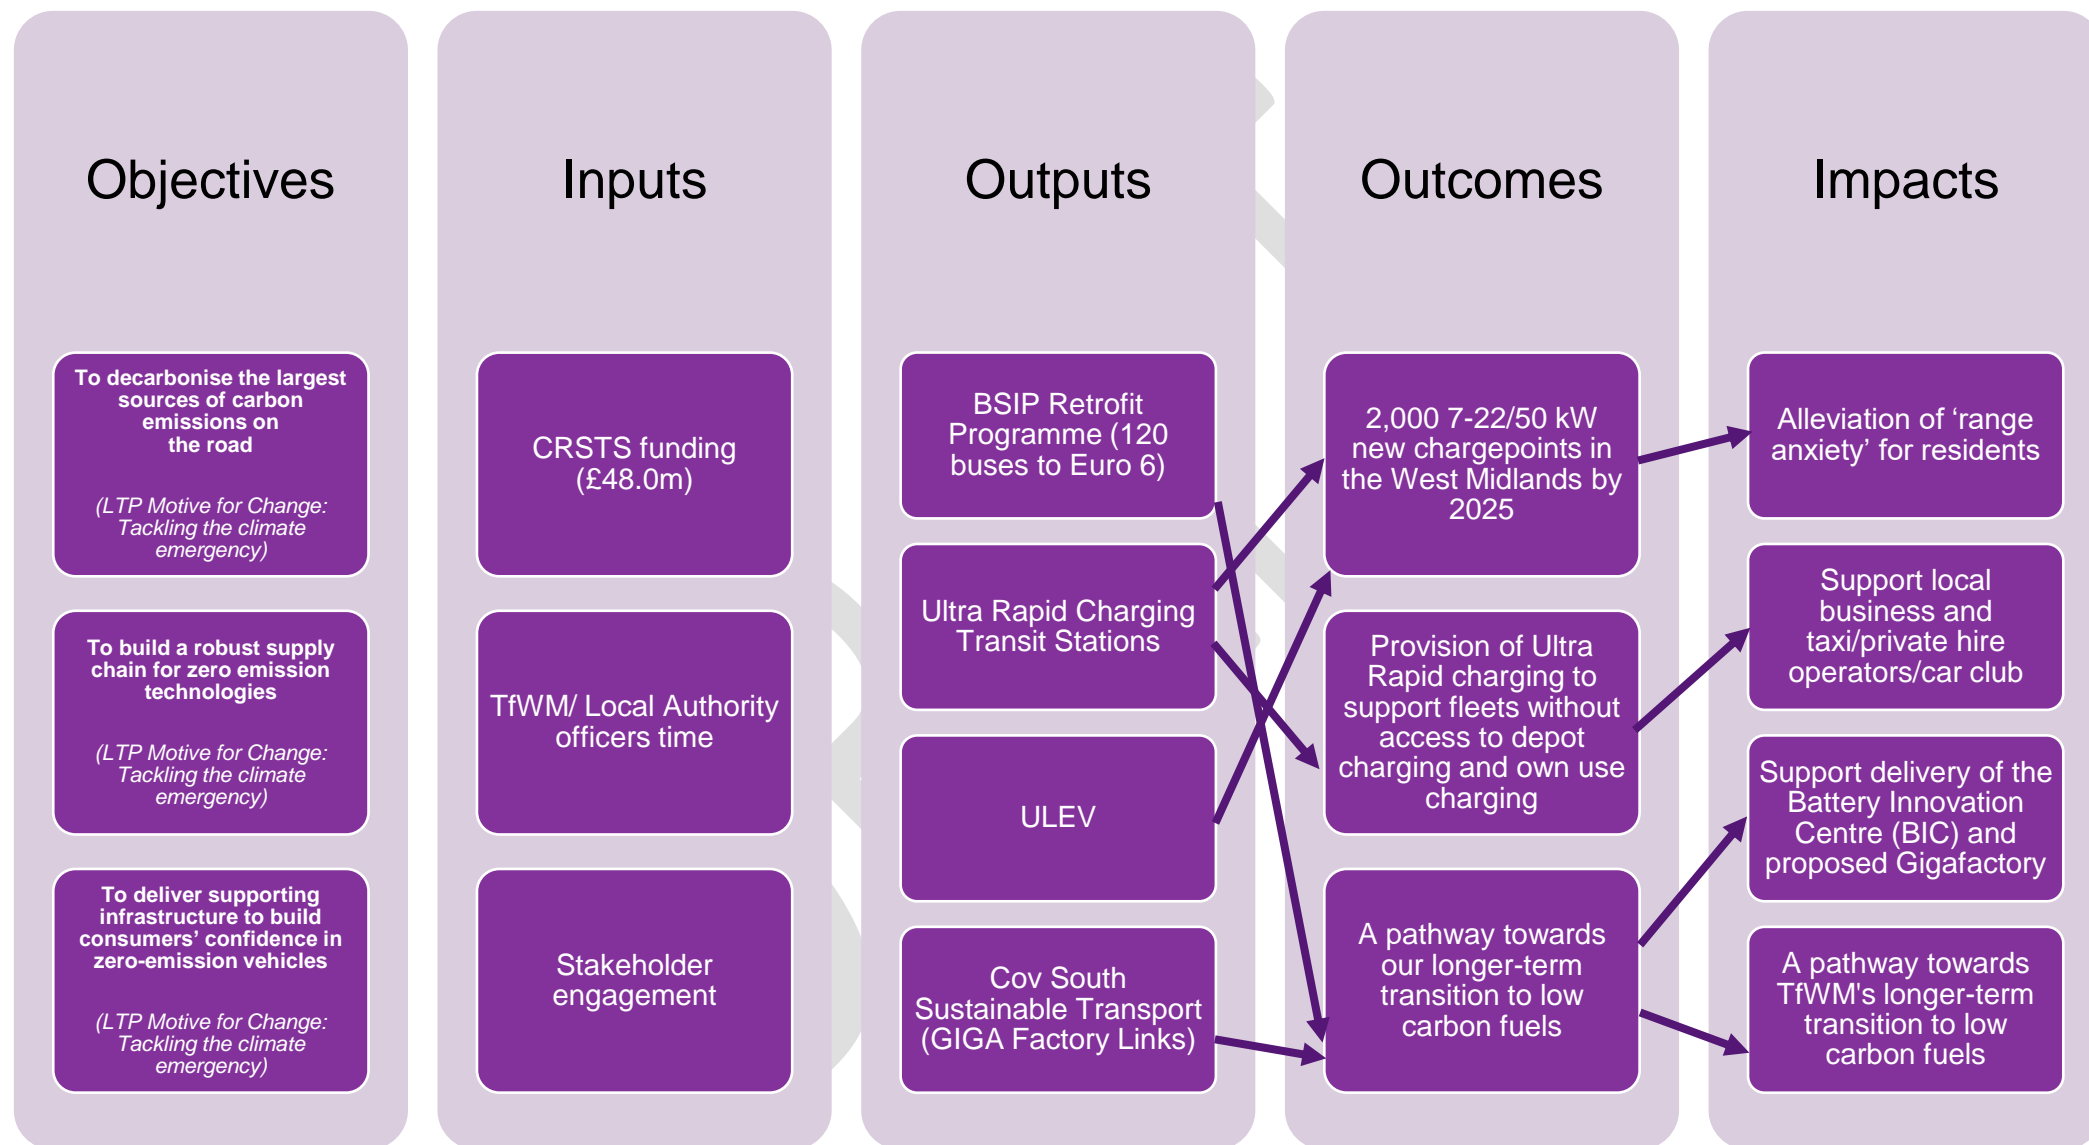 Objectives
To decarbonise the largest
sources of carbon
emissions on
the road
(LTP Motive for Change:
Tackling the climate
emergency)
To build a robust supply
chain for zero emission
technologies
(LTP Motive for Change:
Tackling the climate
emergency)
To deliver supporting
infrastructure to build
consumers’ confidence in
zero-emission vehicles
(LTP Motive for Change:
Tackling the climate
emergency)
Inputs
CRSTS funding
(£48.0m)
TfWM/ Local Authority
officers time
Stakeholder
engagement
Outputs
BSIP Retrofit
Programme (120
buses to Euro 6)
Ultra Rapid Charging
Transit Stations
ULEV
Cov South
Sustainable Transport
(GIGA Factory Links)
Outcomes
2,000 7-22/50 kW
new chargepoints in
the West Midlands by
2025
Provision of Ultra
Rapid charging to
support fleets without
access to depot
charging and own use
charging
A pathway towards
our longer-term
transition to low
carbon fuels
Impacts
Alleviation of ‘range
anxiety’ for residents
Support local
business and
taxi/private hire
operators/car club
Support delivery of the
Battery Innovation
Centre (BIC) and
proposed Gigafactory
A pathway towards
TfWM's longer-term
transition to low
carbon fuels